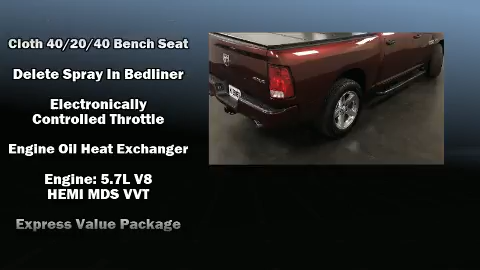 Cloth 40/20/40 Bench Seat
Delete Spray In Bedliner
Electronically
Controlled Throttle
Engine Oil Heat Exchanger
Engine: 5.7L V8
HEMI MDS VVT
Express Value Package